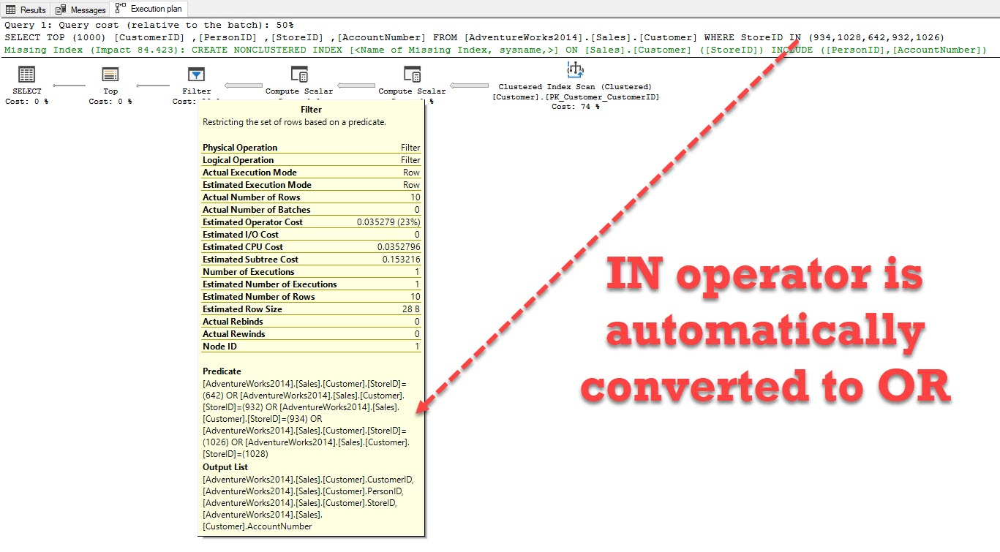 Results Messages Execution plan
Query 1: Query cost (relative to the batch): 50%
SELECT TOP (1000) [CustomerID] ,[PersonID] ,[StoreID] ,[AccountNumber] FROM [AdventureWorks2014].[Sales].[Customer] WHERE StoreID IN (934,1028,642,932,1026)
Missing Index (Impact 84.423): CREATE NONCLUSTERED INDEX [<Name of Missing Index, sysname,>] ON [Sales].[Customer] ([StoreID]) INCLUDE ([PersonID],[AccountNumber])
SELECT
Cost: 0 %
Top
Cost: 0 %
Filter
Cost:
Compute Scalar
Compute Scalar
%
Clustered Index Scan (Clustered)
[Customer].[PK_Customer_CustomerID]
Cost: 74 %
Filter
Restricting the set of rows based on a predicate.
Physical Operation Filter
Logical Operation Filter
Actual Execution Mode Row
Estimated Execution Mode Row
Actual Number of Rows 10
Actual Number of Batches 0
Estimated Operator Cost 0.035279 (23%)
Estimated I/O Cost 0
Estimated CPU Cost 0.0352796
Estimated Subtree Cost 0.153216
Number of Executions 1
Estimated Number of Executions 1
Estimated Number of Rows 10
Estimated Row Size 28 B
Actual Rebinds 0
Actual Rewinds 0
Node ID 1
Predicate
[AdventureWorks2014].[Sales].[Customer].[StoreID]=
(642) OR [AdventureWorks2014].[Sales].[Customer].
[StoreID]=(932) OR [AdventureWorks2014].[Sales].
[Customer].[StoreID]=(934) OR
[AdventureWorks2014].[Sales].[Customer].[StoreID]=
(1026) OR [AdventureWorks2014].[Sales].[Customer].
[StoreID]=(1028)
Output List
[AdventureWorks2014].[Sales].[Customer].CustomerID,
[AdventureWorks2014].[Sales].[Customer].PersonID,
[AdventureWorks2014].[Sales].[Customer].StoreID,
[AdventureWorks2014].[Sales].
[Customer].AccountNumber
IN operator is
automatically
converted to OR